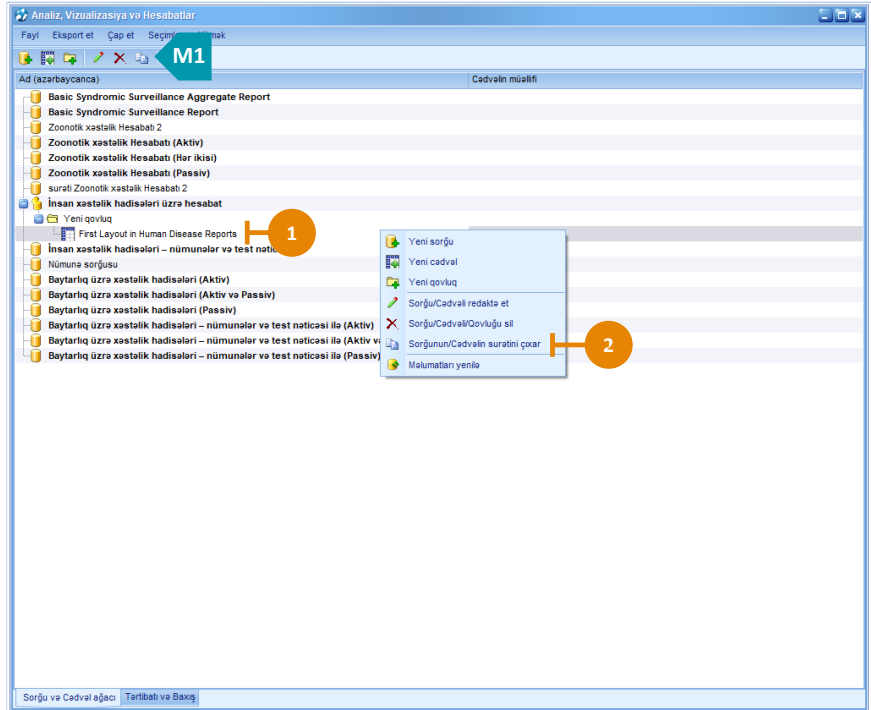 Analiz, Vizualizasiya və Hesabatlar
Fayl Eksport et Çap et
M1
Ad (azərbaycanca) Cədvəlin müəllifi
Basic Syndromic Surveillance Aggregate Report
Basic Syndromic Surveillance Report
Zoonotik xəstəlik Hesabatı 2
Zoonotik xəstəlik Hesabatı (Aktiv)
Zoonotik xəstəlik Hesabatı (Hər ikisi)
Zoonotik xəstəlik Hesabatı (Passiv)
surəti Zoonotik xəstəlik Hesabatı 2
İnsan xəstəlik hadisələri üzrə hesabat
Yeni qovluq
First Layout in Human Disease Reports
1
İnsan xəstəlik hadisələri – nümunələr və test
Nümunə sorğusu
Baytarlıq üzrə xəstəlik hadisələri (Aktiv)
Baytarlıq üzrə xəstəlik hadisələri (Aktiv və Passiv)
Baytarlıq üzrə xəstəlik hadisələri (Passiv)
Baytarlıq üzrə xəstəlik hadisələri – nümunələr və test nəticəsi ilə (Aktiv)
Baytarlıq üzrə xəstəlik hadisələri – nümunələr və test nəticəsi ilə (Aktiv
Baytarlıq üzrə xəstəlik hadisələri – nümunələr və test nəticəsi ilə (Passiv)
Yeni sorğu
Yeni cədvəl
Yeni qovluq
Sorğu/Cədvəli redaktə et
Sorğu/Cədvəli/Qovluğu sil
Sorğunun/Cədvəlin surətini çıxar
2
Məlumatları yenilə
Sorğu və Cədvəl ağacı Tərtibatı və Baxış